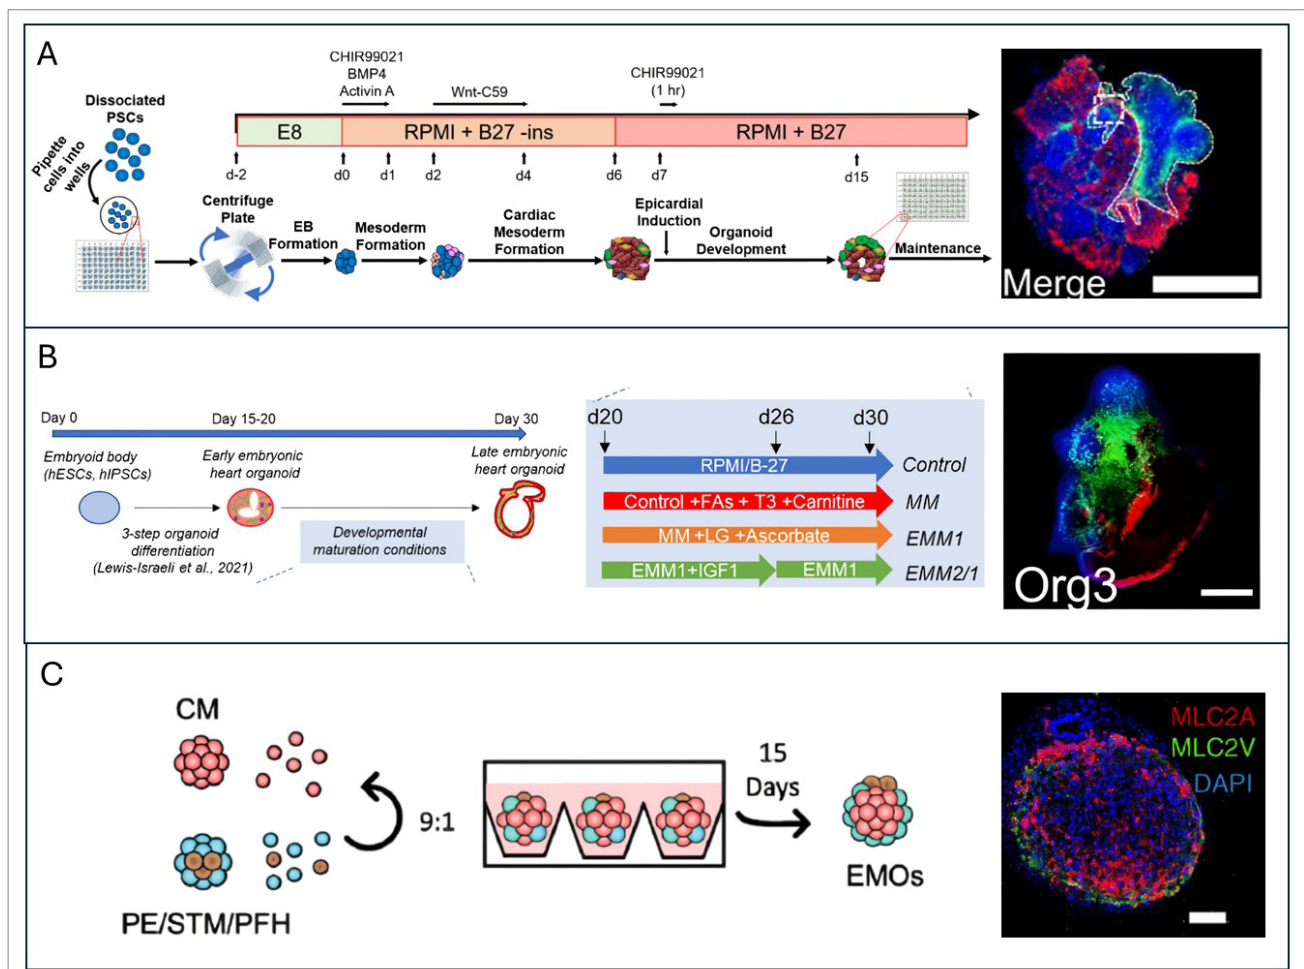 A
Dissociated
PSCs
Pipette
cells into
wells
CHIR99021
BMP4
Activin A
Wnt-C59
CHIR99021
(1 hr)
E8
RPMI + B27 -ins
RPMI + B27
d-2
d0
d1
d2
d4
d6
d7
d15
Centrifuge
Plate
EB
Formation
Mesoderm
Formation
Cardiac
Mesoderm
Formation
Epicardial
Induction
Organoid
Development
Maintenance
Merge
B
Day 0
Day 15-20
Day 30
Embryoid body
(hESCs, hIPSCs)
Early embryonic
heart organoid
Late embryonic
heart organoid
3-step organoid
differentiation
(Lewis-Israeli et al., 2021)
Developmental
maturation conditions
d20
d26
d30
RPMI/B-27
Control
Control +FAs + T3 +Carnitine
MM
MM +LG +Ascorbate
EMM1
EMM1+IGF1
EMM1
EMM2/1
Org3
C
CM
PE/STM/PFH
9:1
15
Days
EMOs
MLC2A
MLC2V
DAPI